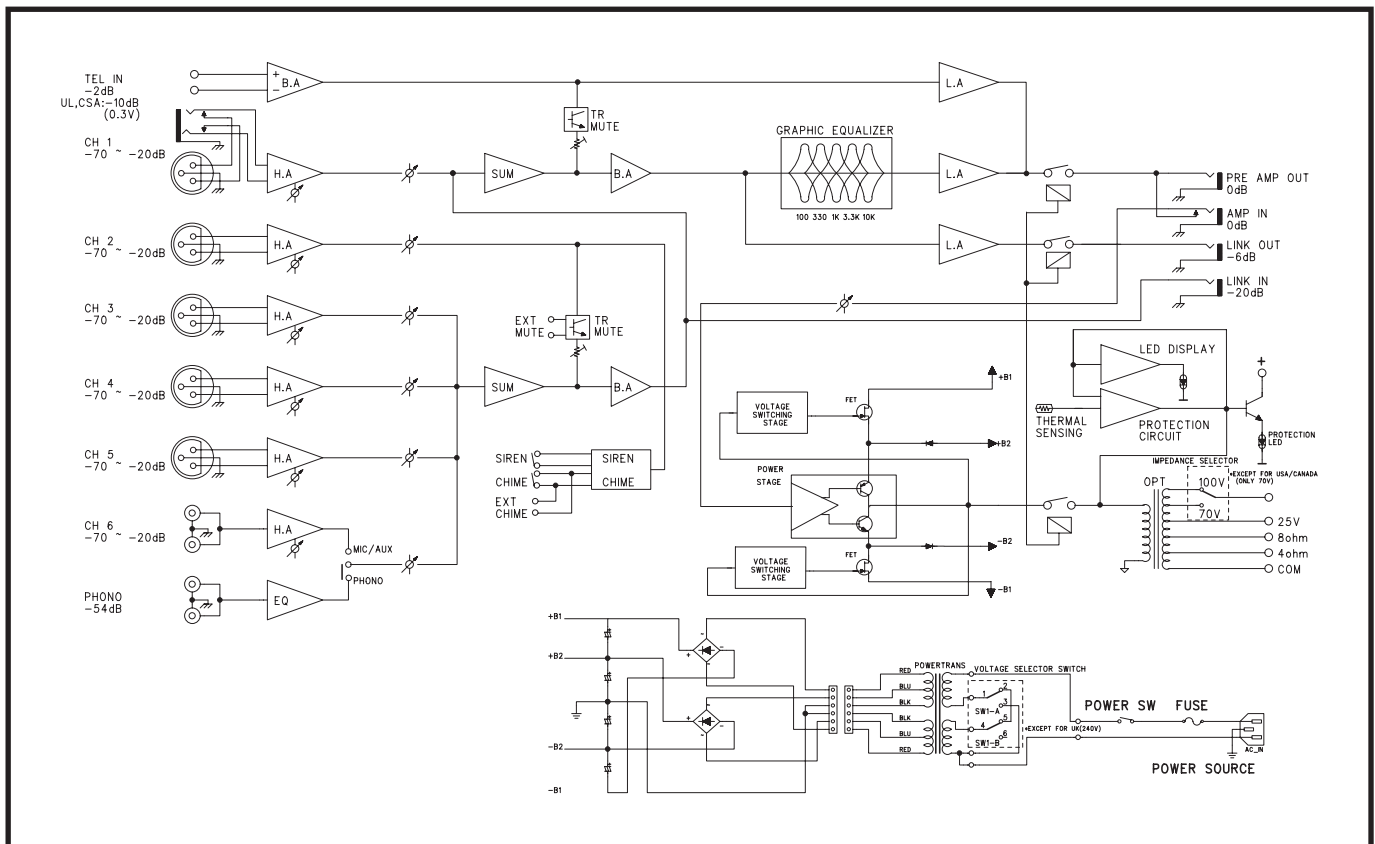 TEL IN
-2dB
UL,CSA:-10dB
(0.3V)
+
-
B.A
L.A
TR
MUTE
GRAPHIC EQUALIZER
100 330 1K 3.3K 10K
CH 1
-70 ~ -20dB
H.A
SUM
B.A
L.A
PRE AMP OUT
0dB
AMP IN
0dB
CH 2
-70 ~ -20dB
H.A
L.A
LINK OUT
-6dB
LINK IN
-20dB
CH 3
-70 ~ -20dB
H.A
EXT
MUTE
TR
MUTE
CH 4
-70 ~ -20dB
H.A
SUM
B.A
CH 5
-70 ~ -20dB
H.A
SIREN
CHIME
EXT
CHIME
SIREN
CHIME
CH 6
-70 ~ -20dB
H.A
MIC/AUX
PHONO
PHONO
-54dB
EQ
VOLTAGE
SWITCHING
STAGE
FET
+B1
+B2
POWER
STAGE
-B2
VOLTAGE
SWITCHING
STAGE
FET
-B1
LED DISPLAY
+
THERMAL
SENSING
PROTECTION
CIRCUIT
PROTECTION
LED
IMPEDANCE SELECTOR
*EXCEPT FOR USA/CANADA
(ONLY 70V)
OPT
100V
70V
25V
8ohm
4ohm
COM
+B1
+B2
-B2
-B1
-
+
-
-
-
+
-
-
RED
BLU
BLK
BLK
BLU
RED
POWERTRANS
VOLTAGE SELECTOR SWITCH
1
2
3
SW1-A
4
5
6
SW1-B
*EXCEPT FOR UK(240V)
POWER SW
FUSE
AC_IN
POWER SOURCE